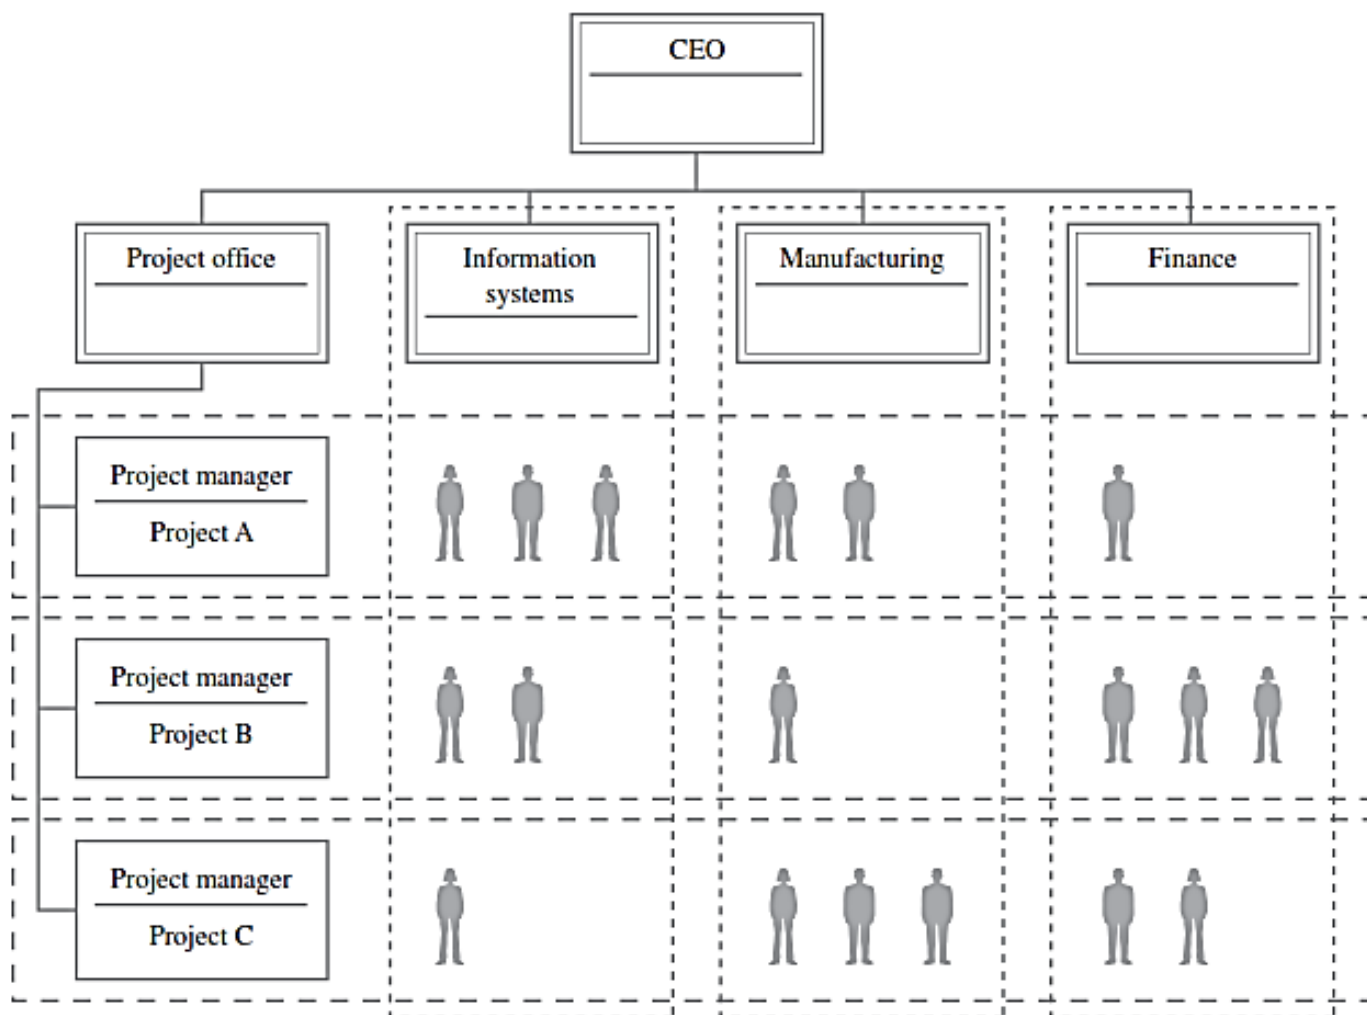 CEO
Project office
Information
systems
Manufacturing
Finance
Project manager
Project A
Project manager
Project B
Project manager
Project C